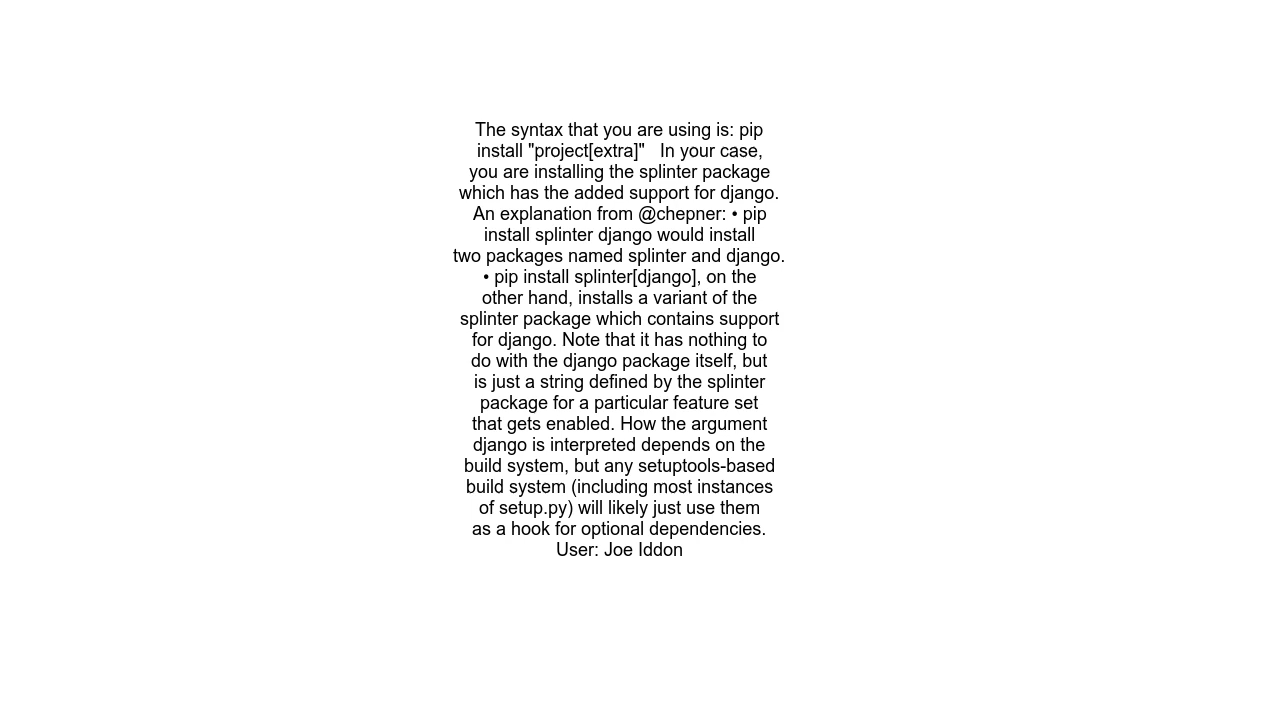 The syntax that you are using is: pip
install "project[extra]"   In your case,
you are installing the splinter package
which has the added support for django.
An explanation from @chepner: • pip
install splinter django would install
two packages named splinter and django.
• pip install splinter[django], on the
other hand, installs a variant of the
splinter package which contains support
for django. Note that it has nothing to
do with the django package itself, but
is just a string defined by the splinter
package for a particular feature set
that gets enabled. How the argument
django is interpreted depends on the
build system, but any setuptools-based
build system (including most instances
of setup.py) will likely just use them
as a hook for optional dependencies.
User: Joe Iddon